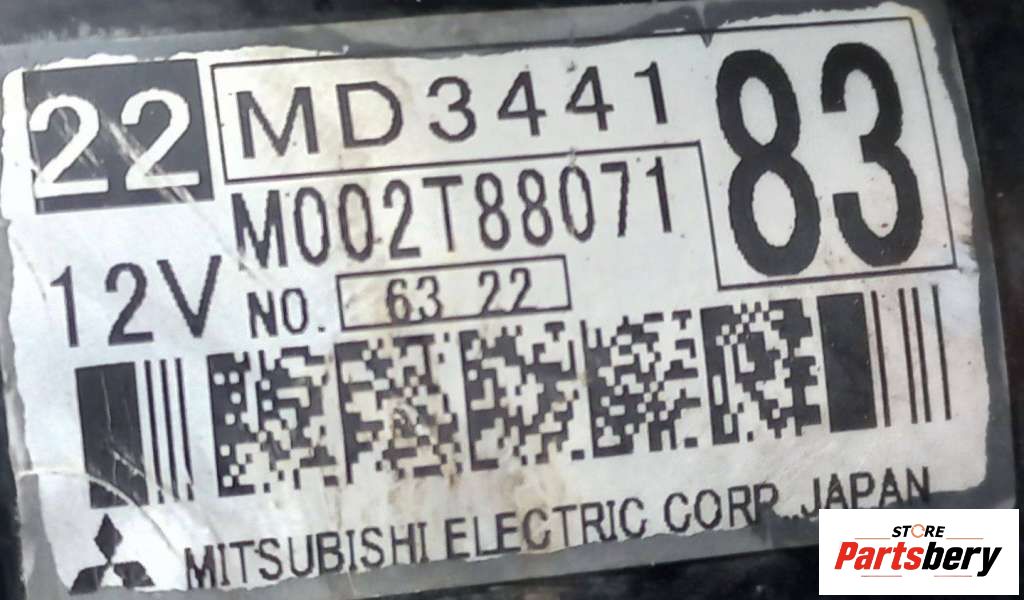 22 MD3441 83
M002T88071
12V NO. 63 22
MITSUBISHI ELECTRIC CORP. JAPAN
STORE
Partsbery